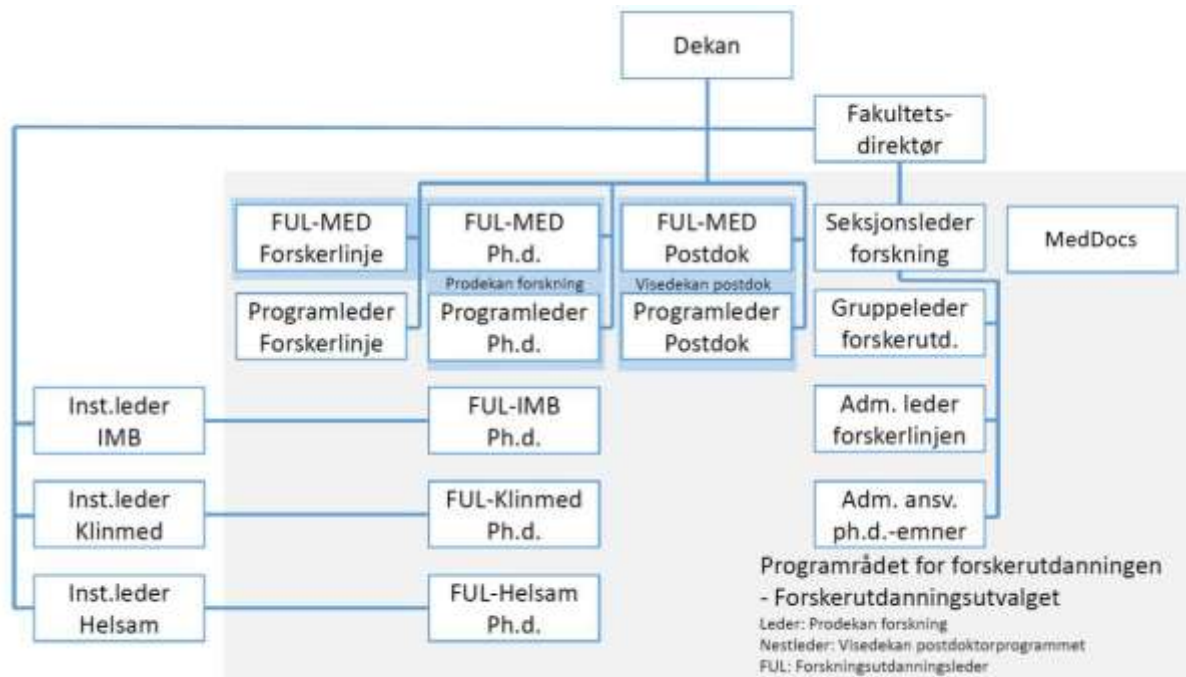 Dekan
Fakultets-
direktør
FUL-MED
Forskerlinje
FUL-MED
Ph.d.
FUL-MED
Postdok
Seksjonsleder
forskning
MedDocs
Prodekan forskning
Visedekan postdok
Programleder
Forskerlinje
Programleder
Ph.d.
Programleder
Postdok
Gruppeleder
forskerutd.
Inst.leder
IMB
FUL-IMB
Ph.d.
Adm. leder
forskerlinjen
Inst.leder
Klinmed
FUL-Klinmed
Ph.d.
Adm. ansv.
ph.d.-emner
Inst.leder
Helsam
FUL-Helsam
Ph.d.
Programrådet for forskerutdanningen
- Forskerutdanningsutvalget
Leder: Prodekan forskning
Nestleder: Visedekan postdoktorprogrammet
FUL: Forskningsutdanningsleder